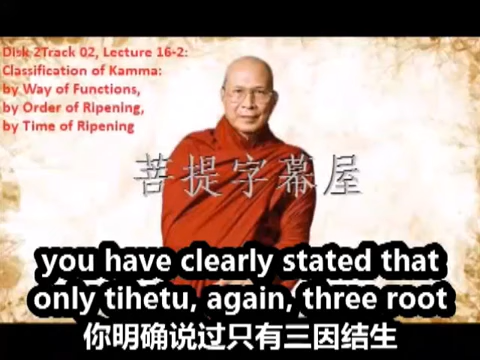 Disk 2Track 02, Lecture 16-2:
Classification of Kamma:
by Way of Functions,
by Order of Ripening,
by Time of Ripening
菩提字幕屋
you have clearly stated that
only tihetu, again, three root
你明确说过只有三因结生